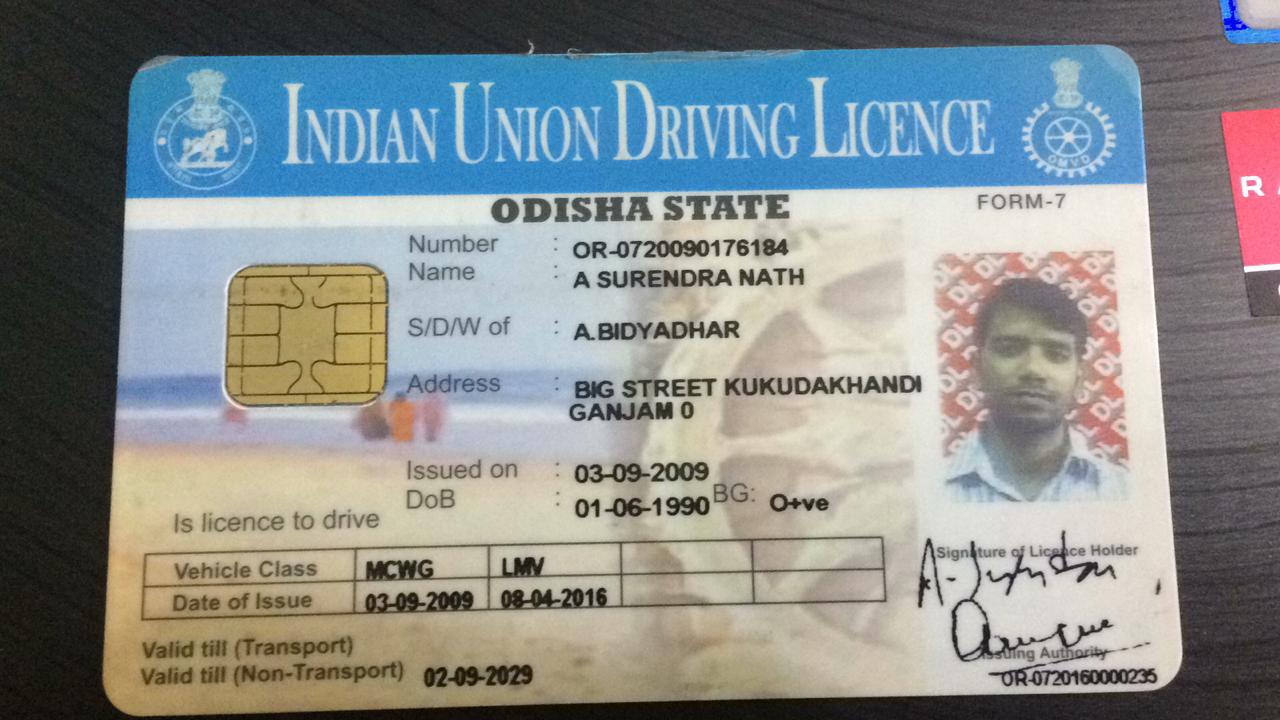 INDIAN UNION DRIVING LICENCE
OMVD
ODISHA STATE
FORM-7
Number : OR-0720090176184
Name : A SURENDRA NATH
S/D/W of : A.BIDYADHAR
Address : BIG STREET KUKUDAKHANDI
GANJAM 0
Issued on : 03-09-2009
DoB : 01-06-1990 BG: O+ve
Is licence to drive
Vehicle Class MCWG LMV
Date of Issue 03-09-2009 08-04-2016
Valid till (Transport)
Valid till (Non-Transport) 02-09-2029
Signature of Licence Holder
Issuing Authority
OR-0720160000235
R